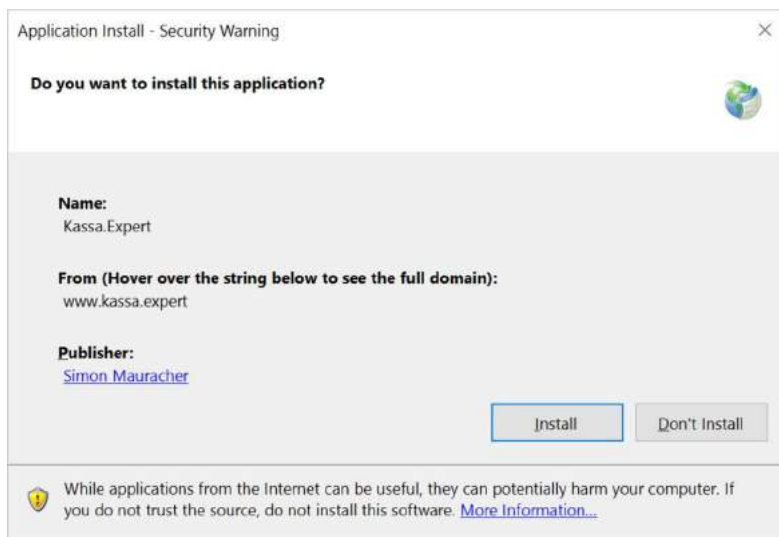 Application Install - Security Warning
Do you want to install this application?
Name:
Kassa.Expert
From (Hover over the string below to see the full domain):
www.kassa.expert
Publisher:
Simon Mauracher
Install
Don't Install
While applications from the Internet can be useful, they can potentially harm your computer. If
you do not trust the source, do not install this software. More Information...